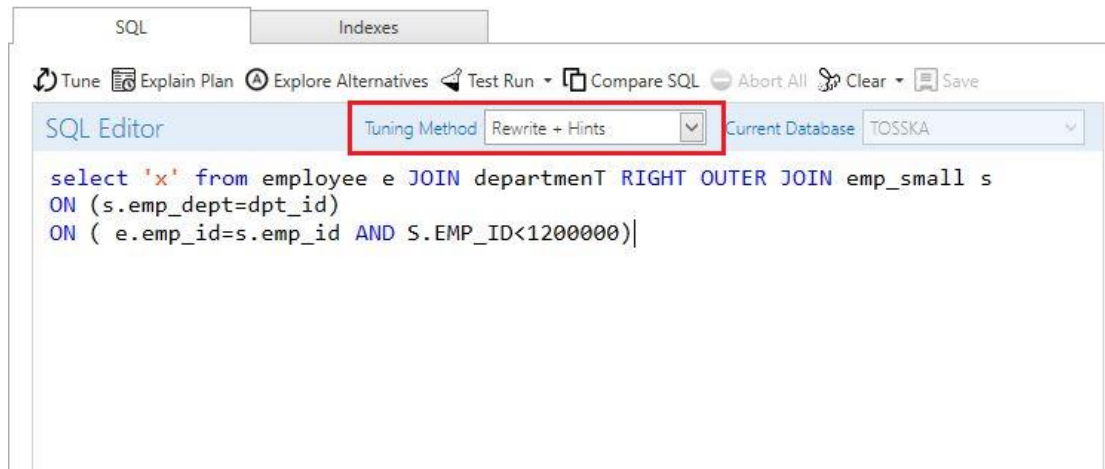 SQL Indexes
Tune Explain Plan Explore Alternatives Test Run Compare SQL Abort All Clear Save
SQL Editor Tuning Method Rewrite + Hints Current Database TOSSKA
select 'x' from employee e JOIN departmenT RIGHT OUTER JOIN emp_small s
ON (s.emp_dept=dpt_id)
ON ( e.emp_id=s.emp_id AND S.EMP_ID<1200000)